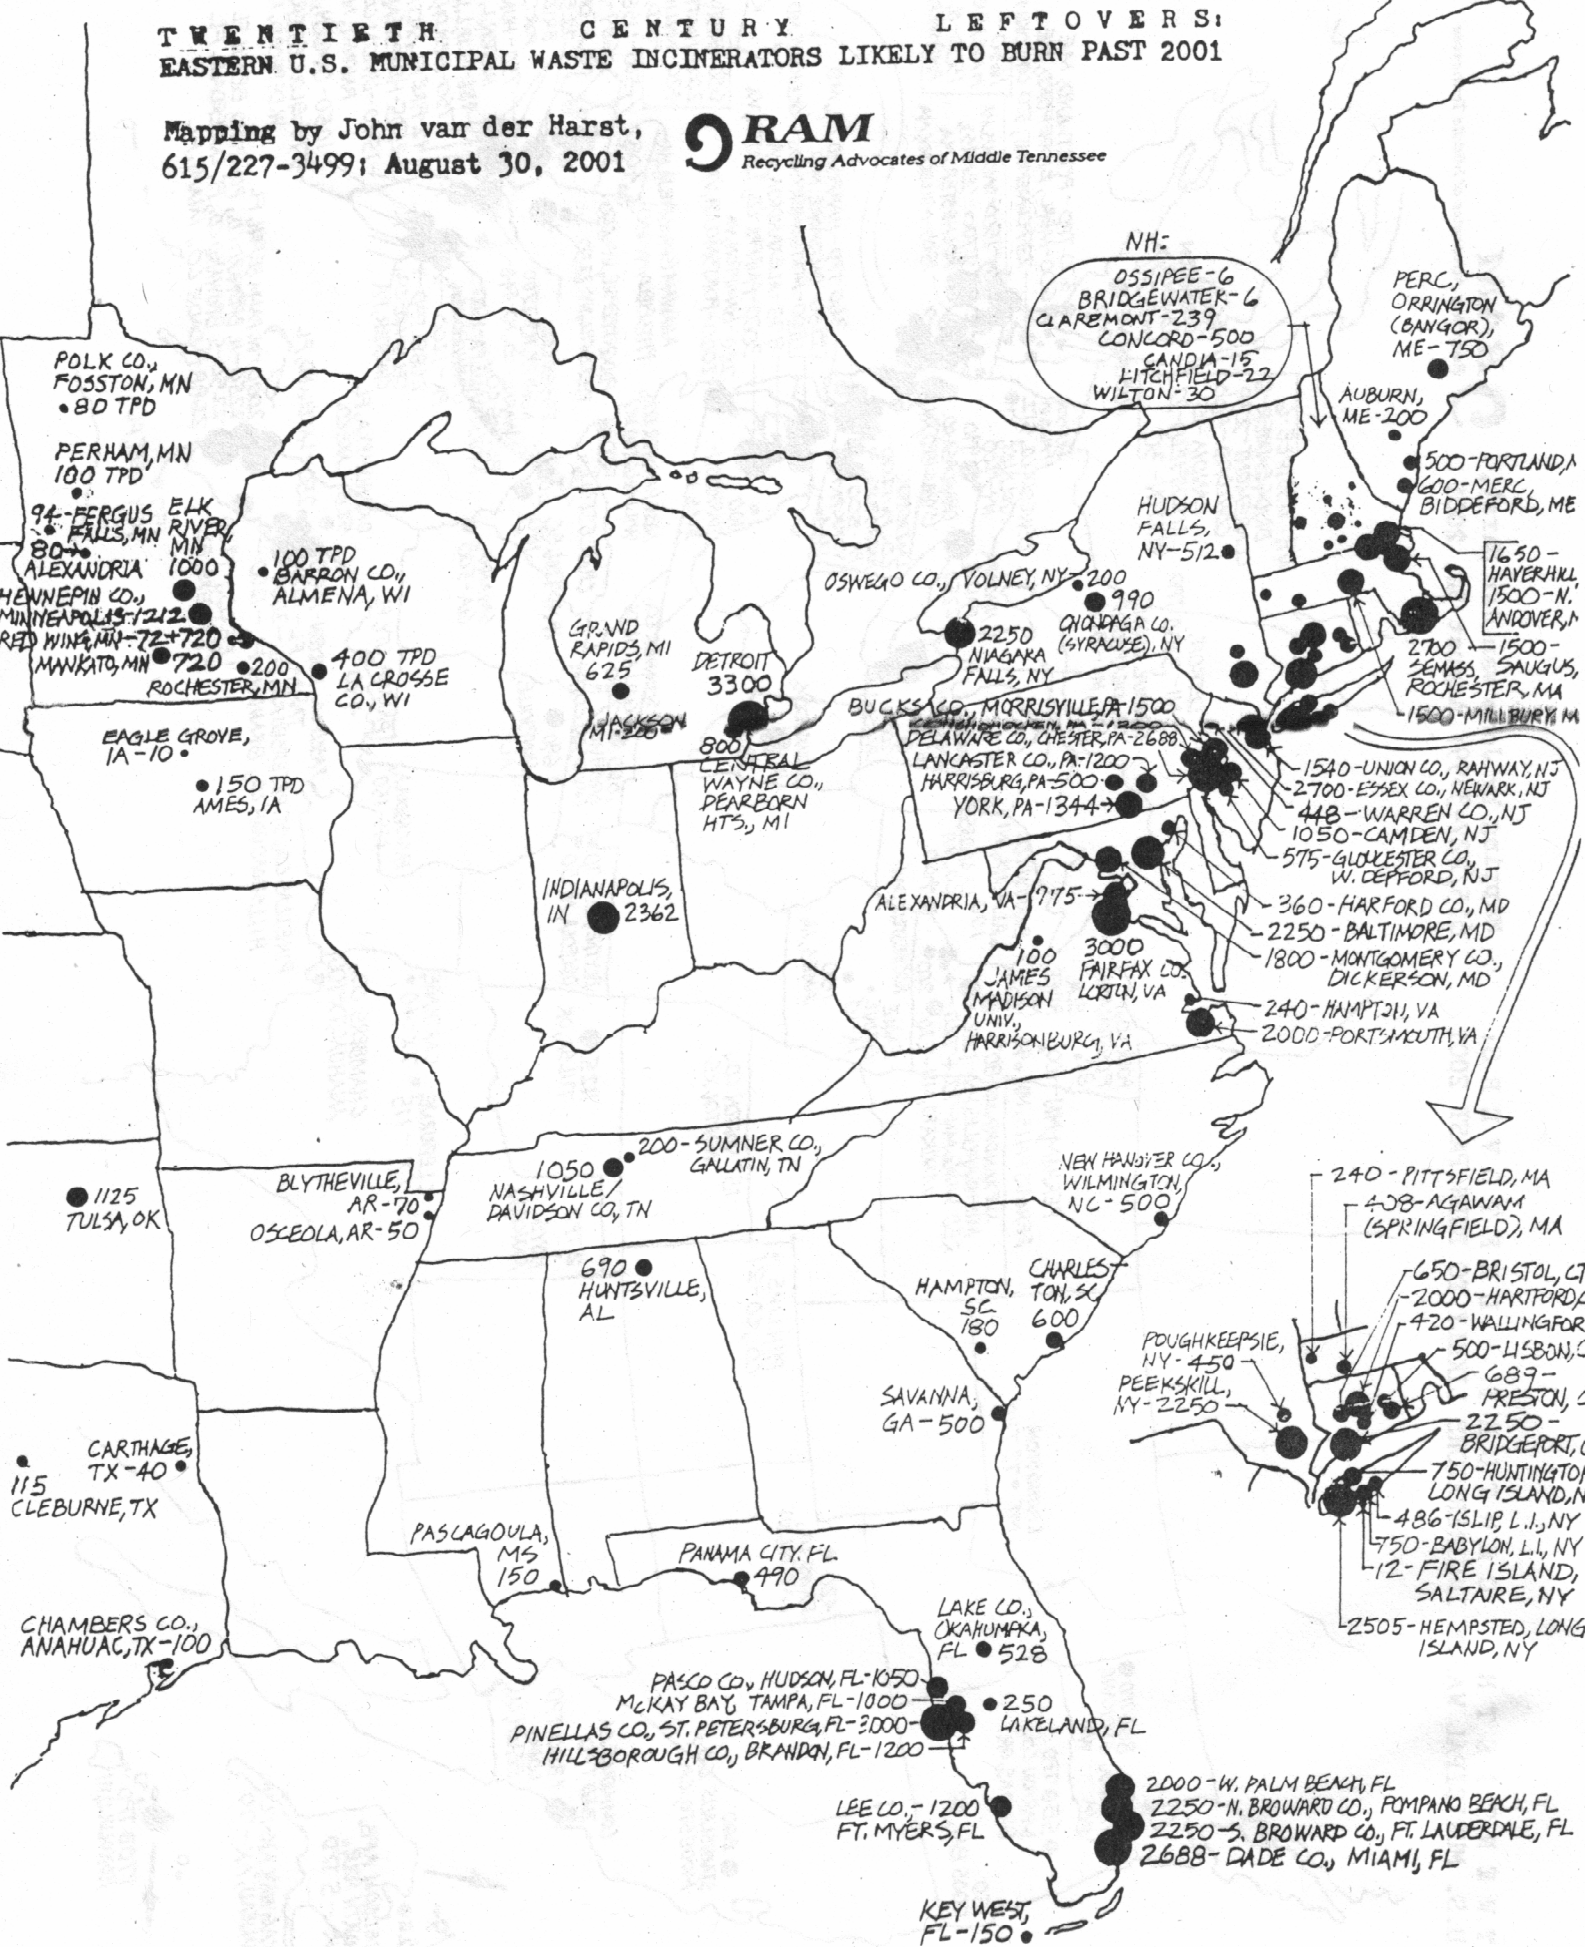 TWENTIETH CENTURY LEFTOVERS:
EASTERN U.S. MUNICIPAL WASTE INCINERATORS LIKELY TO BURN PAST 2001
Mapping by John van der Harst,
615/227-3499; August 30, 2001
RAM
Recycling Advocates of Middle Tennessee
NH:
OSSIPEE-6
BRIDGEWATER-6
CLAREMONT-239
CONCORD-500
CANDIA-15
LITCHFIELD-22
WILTON-30
PERC,
ORRINGTON
(BANGOR),
ME-750
AUBURN,
ME-200
500-PORTLAND,
600-MERC,
BIDDEFORD, ME
1650-
HAVERHILL,
1500-N.
ANDOVER,
2700
SEMASS,
ROCHESTER, MA
1500-
SAUGUS,
1500-MILLBURY, M
POLK CO.,
FOSSTON, MN
80 TPD
PERHAM, MN
100 TPD
94-FERGUS
FALLS, MN
80
ALEXANDRIA
ELK
RIVER,
MN
1000
HENNEPIN CO.,
MINNEAPOLIS-1212
RED WING, MN-72+720
MANKATO, MN 720
200
ROCHESTER, MN
100 TPD
BARRON CO.,
ALMENA, WI
400 TPD
LA CROSSE
CO., WI
EAGLE GROVE,
IA-10
150 TPD
AMES, IA
GRAND
RAPIDS, MI
625
DETROIT
3300
JACKSON
MI-200
800
CENTRAL
WAYNE CO.,
DEARBORN
HTS., MI
INDIANAPOLIS,
IN 2362
HUDSON
FALLS,
NY-512
OSWEGO CO., VOLNEY, NY-200
990
ONONDAGA CO.
(SYRACUSE), NY
2250
NIAGARA
FALLS, NY
BUCKS CO., MORRISVILLE, PA-1500
DELAWARE CO., CHESTER, PA-2688
LANCASTER CO., PA-1200
HARRISBURG, PA-500
YORK, PA-1344
1540-UNION CO., RAHWAY, NJ
2700-ESSEX CO., NEWARK, NJ
448-WARREN CO., NJ
1050-CAMDEN, NJ
575-GLOUCESTER CO.,
W. DEPFORD, NJ
360-HARFORD CO., MD
2250-BALTIMORE, MD
1800-MONTGOMERY CO.,
DICKERSON, MD
ALEXANDRIA, VA-975
100
JAMES
MADISON
UNIV.,
HARRISONBURG, VA
3000
FAIRFAX CO.
LORTON, VA
240-HAMPTON, VA
2000-PORTSMOUTH, VA
1125
TULSA, OK
BLYTHEVILLE,
AR-70
OSCEOLA, AR-50
200-SUMNER CO.,
GALLATIN, TN
1050
NASHVILLE/
DAVIDSON CO, TN
690
HUNTSVILLE,
AL
NEW HANOVER CO.,
WILMINGTON,
NC-500
HAMPTON,
SC
180
CHARLES-
TON, SC
600
SAVANNA,
GA-500
CARTHAGE,
TX-40
115
CLEBURNE, TX
CHAMBERS CO.,
ANAHUAC, TX-100
PASCAGOULA,
MS
150
PANAMA CITY. FL
490
LAKE CO.,
OKAHUMPKA,
FL 528
PASCO CO., HUDSON, FL-1050
McKAY BAY, TAMPA, FL-1000
PINELLAS CO., ST. PETERSBURG, FL-3000
HILLSBOROUGH CO., BRANDON, FL-1200
250
LAKELAND, FL
LEE CO.,-1200
FT. MYERS, FL
2000-W. PALM BEACH, FL
2250-N. BROWARD CO., POMPANO BEACH, FL
2250-S. BROWARD CO., FT. LAUDERDALE, FL
2688-DADE CO., MIAMI, FL
KEY WEST,
FL-150
240-PITTSFIELD, MA
408-AGAWAM
(SPRINGFIELD), MA
650-BRISTOL, CT
2000-HARTFORD,
420-WALLINGFOR
500-LISBON, C
689-
PRESTON,
2250-
BRIDGEPORT,
750-HUNTINGTON
LONG ISLAND, N
486-ISLIP, L.I., NY
750-BABYLON, L.I., NY
12-FIRE ISLAND,
SALTAIRE, NY
2505-HEMPSTED, LONG
ISLAND, NY
POUGHKEEPSIE,
NY-450
PEEKSKILL,
NY-2250